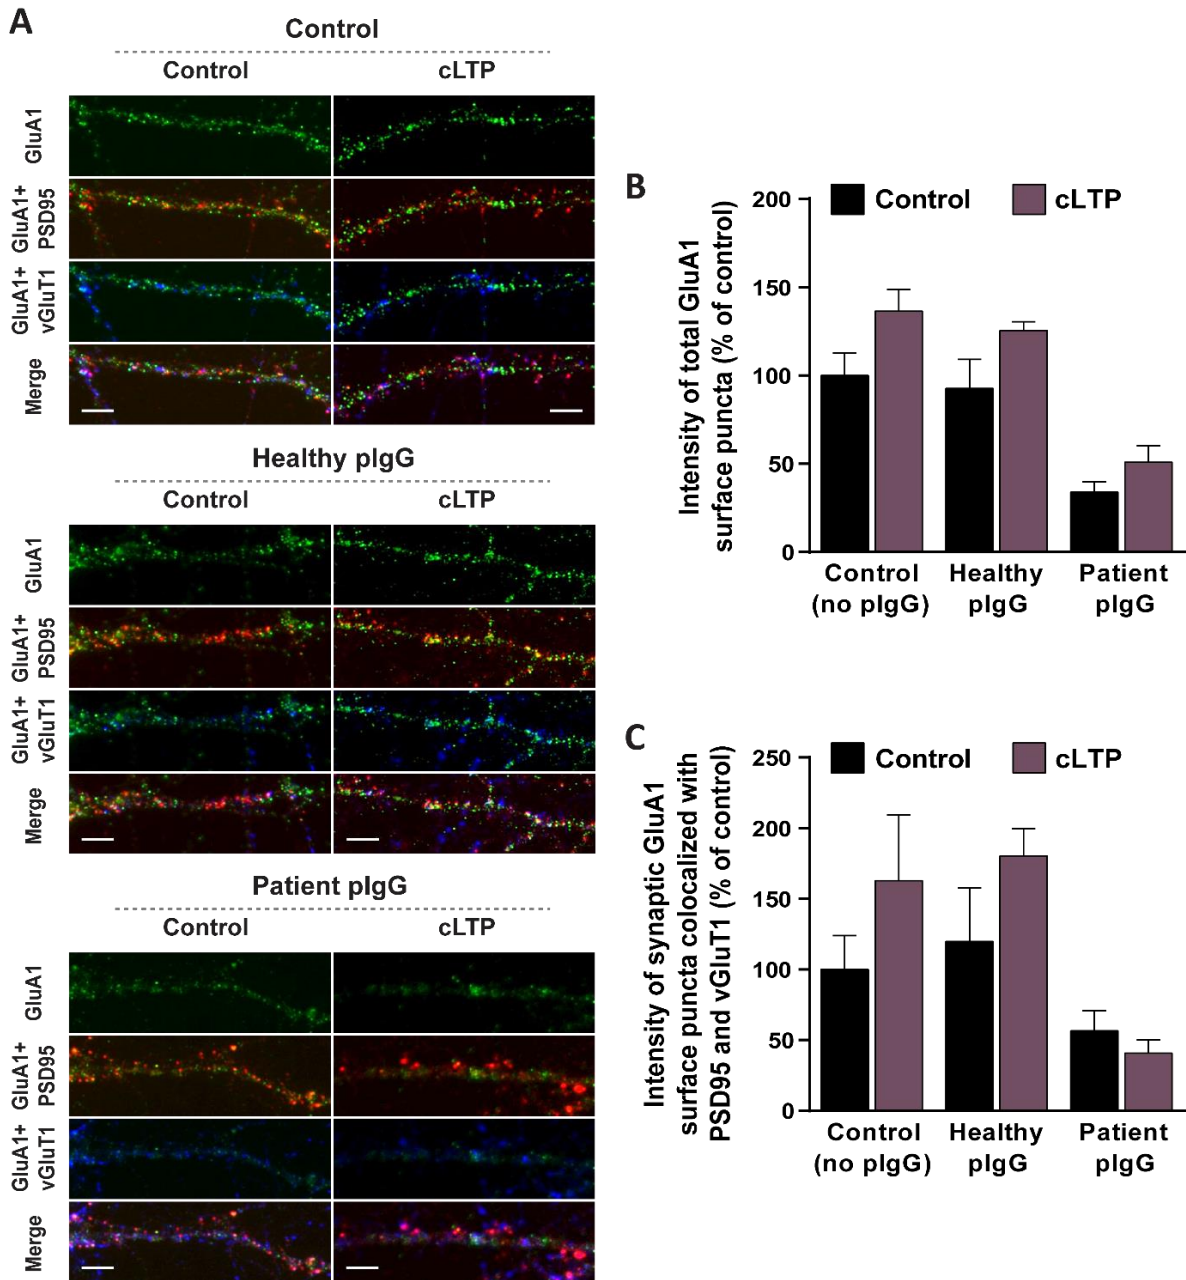 A
Control
Control
cLTP
GluA1
GluA1+
PSD95
GluA1+
vGluT1
Merge
Healthy pIgG
Control
cLTP
GluA1
GluA1+
PSD95
GluA1+
vGluT1
Merge
Patient pIgG
Control
cLTP
GluA1
GluA1+
PSD95
GluA1+
vGluT1
Merge
B
Control
cLTP
Intensity of total GluA1
surface puncta (% of control)
200
150
100
50
0
Control
(no pIgG)
Healthy
pIgG
Patient
pIgG
C
Control
cLTP
Intensity of synaptic GluA1
surface puncta colocalized with
PSD95 and vGluT1 (% of control)
250
200
150
100
50
0
Control
(no pIgG)
Healthy
pIgG
Patient
pIgG